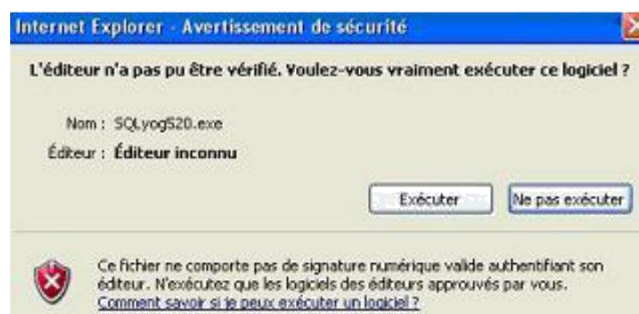 Internet Explorer - Avertissement de sécurité
L'éditeur n'a pas pu être vérifié. Voulez-vous vraiment exécuter ce logiciel ?
Nom : SQLyog520.exe
Éditeur : Éditeur inconnu
Exécuter Ne pas exécuter
Ce fichier ne comporte pas de signature numérique valide authentifiant son
éditeur. N'exécutez que les logiciels des éditeurs approuvés par vous.
Comment savoir si je peux exécuter un logiciel ?